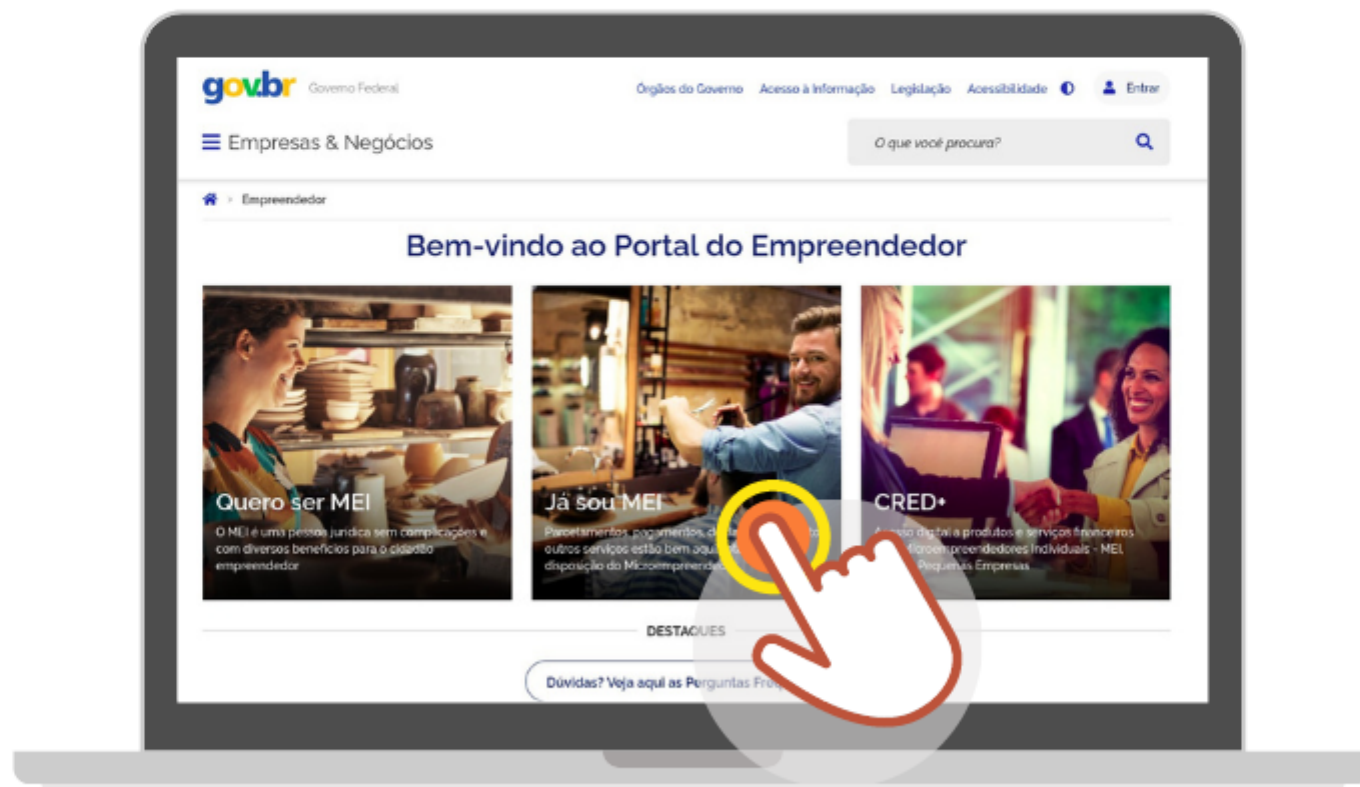 gov.br Governo Federal
Órgãos do Governo Acesso à Informação Legislação Acessibilidade Entrar
Empresas & Negócios
O que você procura?
Empreendedor
Bem-vindo ao Portal do Empreendedor
Quero ser MEI
O MEI é uma pessoa jurídica sem complicações e
com diversos benefícios para o cidadão
empreendedor
Já sou MEI
Parcelamentos, pagamentos,
outros serviços estão bem aqui
disposição do
CRED+
digital a produtos e serviços financeiros
Individuais - MEI,
Pequenas Empresas
DESTAQUES
Dúvidas? Veja aqui as Perguntas